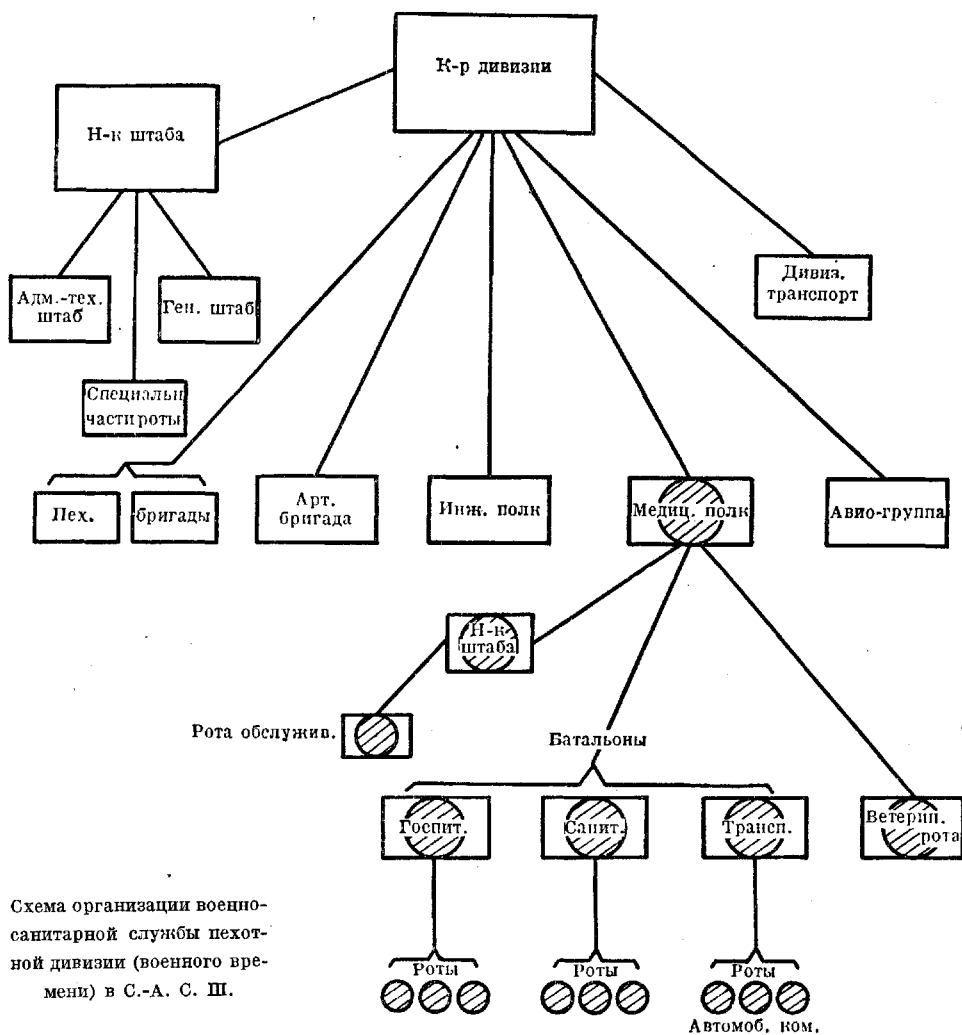 К-р дивизии
Н-к штаба
Адм.-тех.
штаб
Ген. штаб
Дивиз.
транспорт
Специальн
части роты
Пех.
бригады
Арт.
бригада
Инж. полк
Медиц. полк
Авио-группа
Н-к
штаба
Рота обслужив.
Батальоны
Госпит.
Санит.
Трансп.
Ветерин.
рота
Схема организации военно-
санитарной службы пехот-
ной дивизии (военного вре-
мени) в С.-А. С. Ш.
Роты
Роты
Роты
Автомоб. ком.